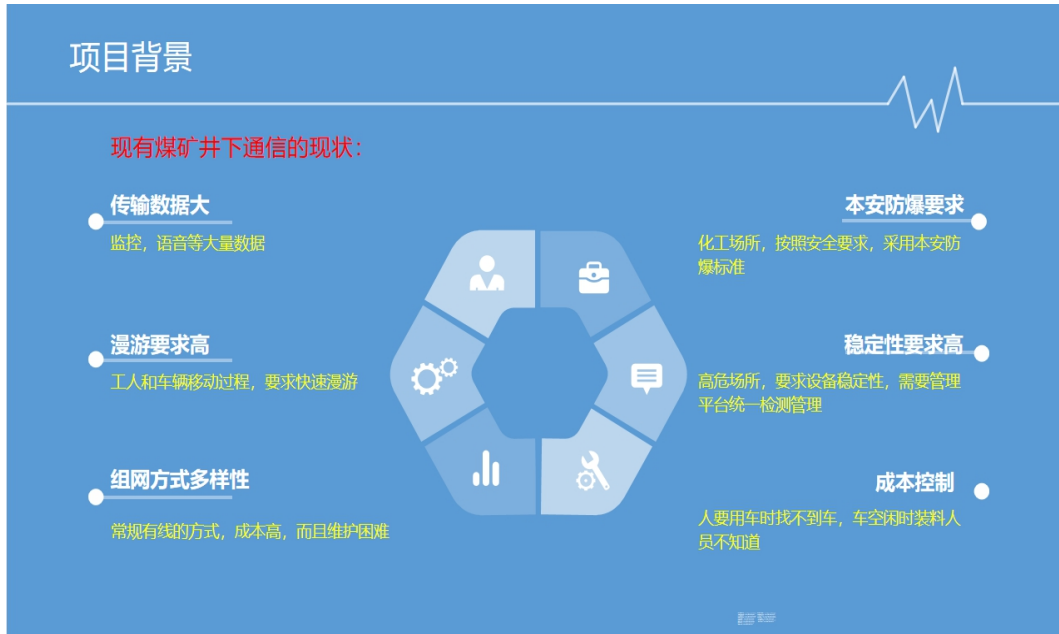 项目背景
现有煤矿井下通信的现状：
传输数据大
监控，语音等大量数据
漫游要求高
工人和车辆移动过程，要求快速漫游
组网方式多样性
常规有线的方式，成本高，而且维护困难
本安防爆要求
化工场所，按照安全要求，采用本安防
爆标准
稳定性要求高
高危场所，要求设备稳定性，需要管理
平台统一检测管理
成本控制
人要用车时找不到车，车空闲时装料人
员不知道